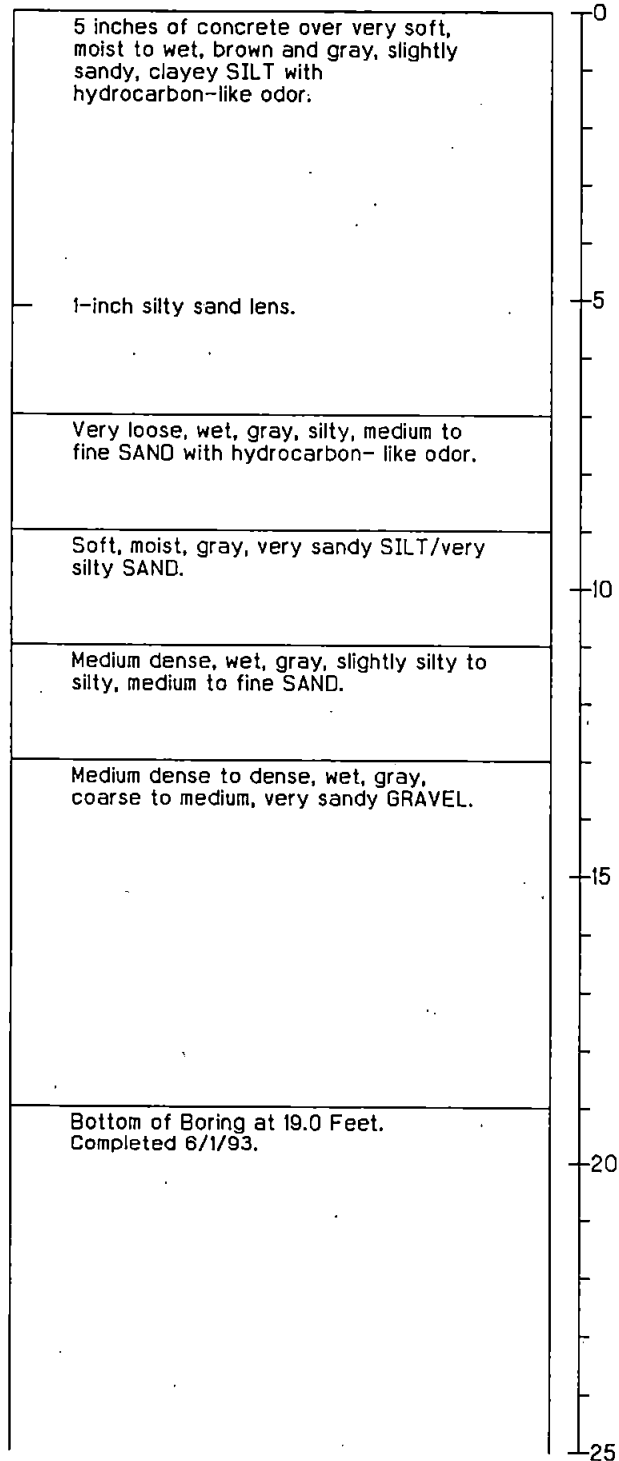 0
5 inches of concrete over very soft,
moist to wet, brown and gray, slightly
sandy, clayey SILT with
hydrocarbon-like odor.
1-inch silty sand lens.
5
Very loose, wet, gray, silty, medium to
fine SAND with hydrocarbon- like odor.
Soft, moist, gray, very sandy SILT/very
silty SAND.
10
Medium dense, wet, gray, slightly silty to
silty, medium to fine SAND.
Medium dense to dense, wet, gray,
coarse to medium, very sandy GRAVEL.
15
Bottom of Boring at 19.0 Feet.
Completed 6/1/93.
20
25